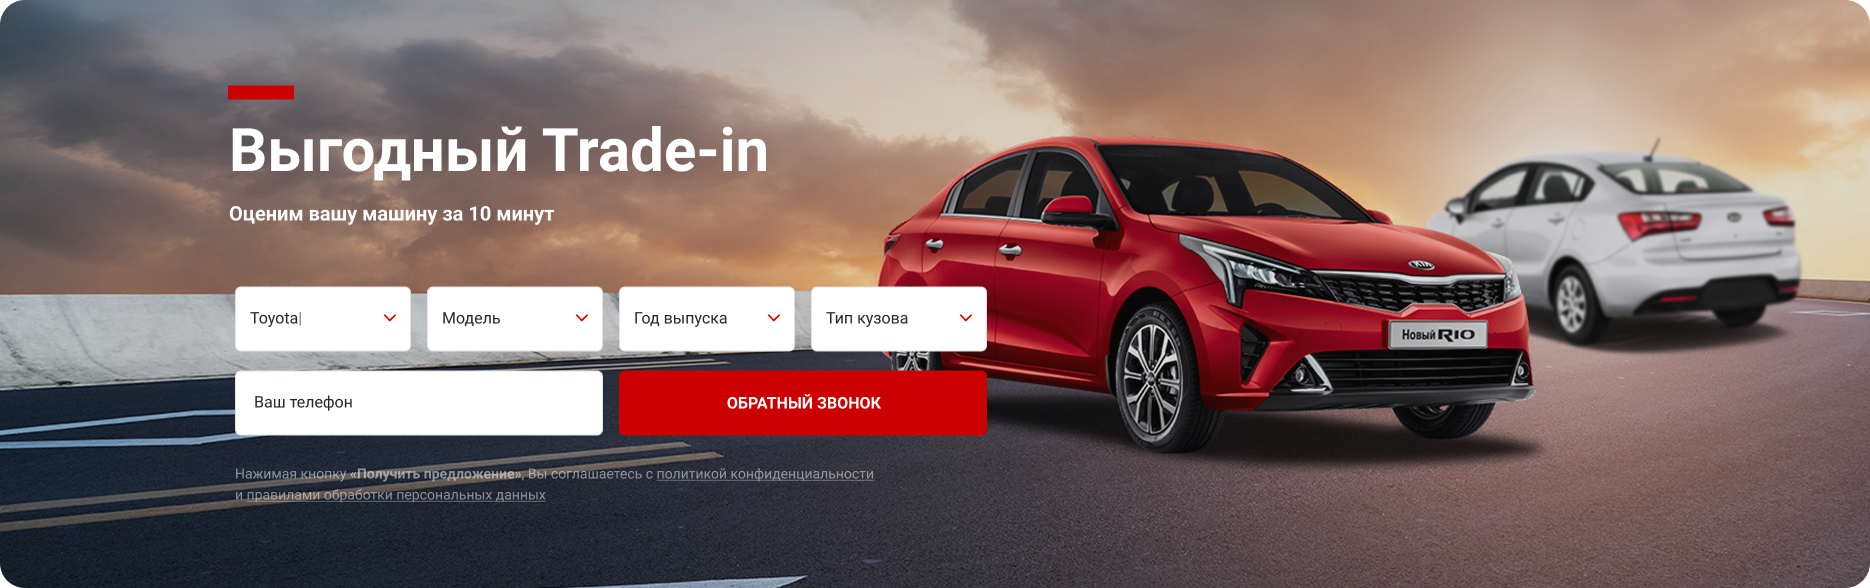 Выгодный Trade-in
Оценим вашу машину за 10 минут
Toyota
Модель
Год выпуска
Тип кузова
Ваш телефон
ОБРАТНЫЙ ЗВОНОК
Нажимая кнопку «Получить предложение», Вы соглашаетесь с политикой конфиденциальности
и правилами обработки персональных данных
KIA
Новый RIO